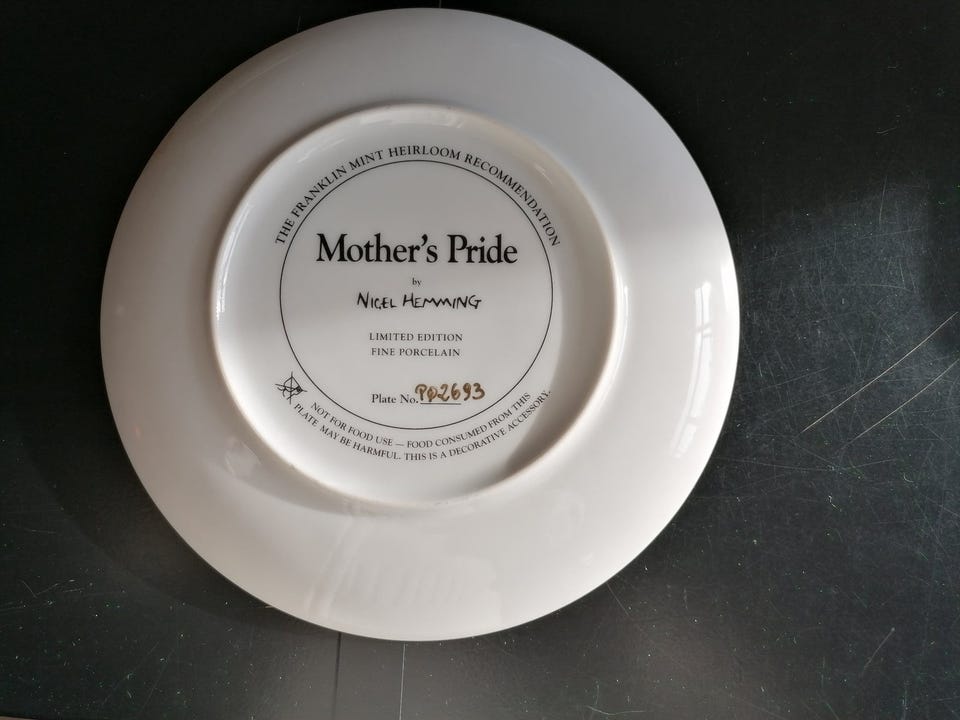 THE FRANKLIN MINT HEIRLOOM RECOMMENDATION
Mother's Pride
by
NIGEL HEMMING
LIMITED EDITION
FINE PORCELAIN
Plate No. PD2693
NOT FOR FOOD USE — FOOD CONSUMED FROM THIS
PLATE MAY BE HARMFUL. THIS IS A DECORATIVE ACCESSORY.